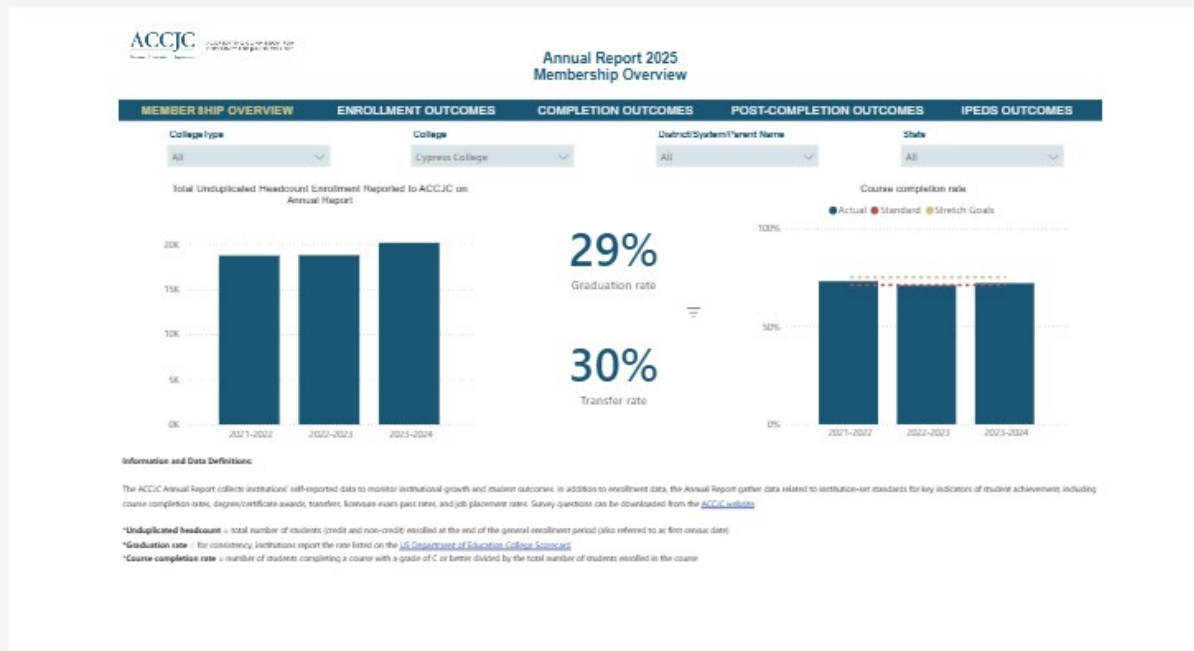 ACCJC
Annual Report 2025
Membership Overview
MEMBERSHIP OVERVIEW ENROLLMENT OUTCOMES COMPLETION OUTCOMES POST-COMPLETION OUTCOMES IPEDS OUTCOMES
CollegeType College District/System/Parent Name State
All Cypress College All All
Total Unduplicated Headcount Enrollment Reported to ACCJC on
Annual Report
20K
15K
10K
5K
0K
2021-2022 2022-2023 2023-2024
29%
Graduation rate
30%
Transfer rate
Course completion rate
Actual Standard Stretch Goals
100%
50%
0%
2021-2022 2022-2023 2023-2024
Information and Data Definitions:
The ACCJC Annual Report collects institutions' self-reported data to monitor institutional growth and student outcomes. In addition to enrollment data, the Annual Report gather data related to institution-set standards for key indicators of student achievement, including
course completion rates, degree/certificate awards, transfers, licensure exam pass rates, and job placement rates. Survey questions can be downloaded from the ACCJC website
*Unduplicated headcount = total number of students (credit and non-credit) enrolled at the end of the general enrollment period (also referred to as first census date)
*Graduation rate = for consistency, institutions report the rate listed on the US Department of Education College Scorecard
*Course completion rate = number of students completing a course with a grade of C or better divided by the total number of students enrolled in the course